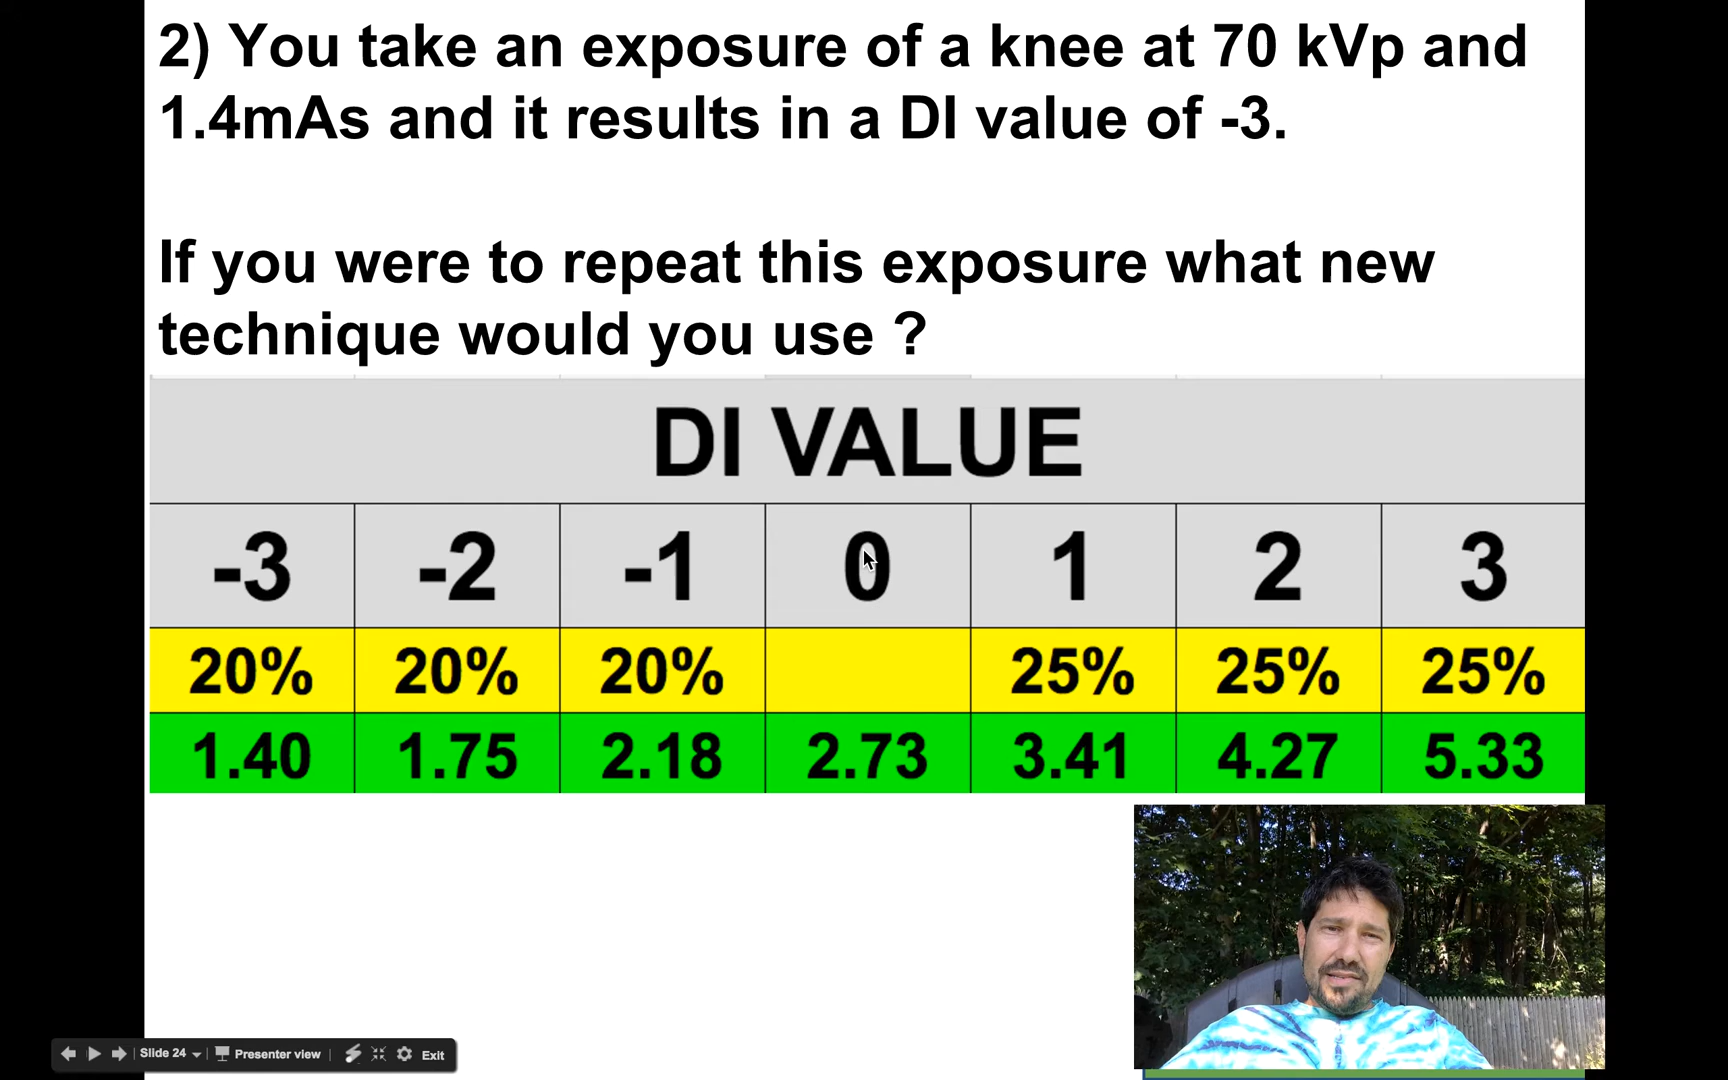 2) You take an exposure of a knee at 70 kVp and
1.4mAs and it results in a DI value of -3.
If you were to repeat this exposure what new
technique would you use ?
DI VALUE
-3 -2 -1 0 1 2 3
20% 20% 20% 25% 25% 25%
1.40 1.75 2.18 2.73 3.41 4.27 5.33
Slide 24 Presenter view Exit